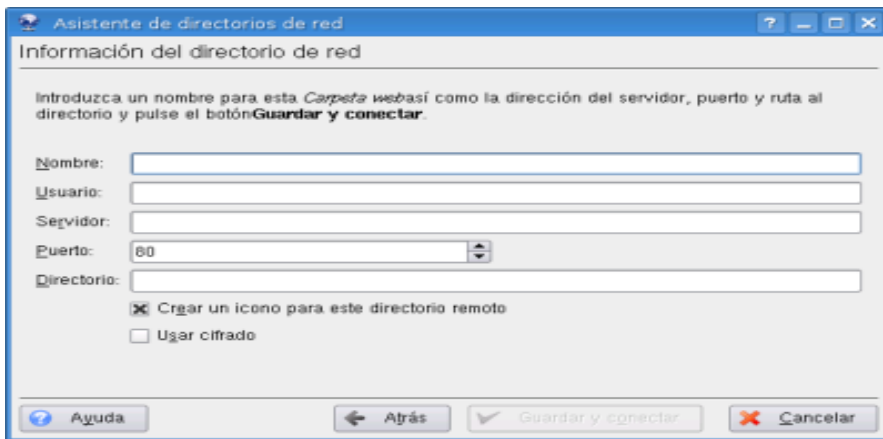 Asistente de directorios de red
Información del directorio de red
Introduzca un nombre para esta Carpeta webasí como la dirección del servidor, puerto y ruta al
directorio y pulse el botónGuardar y conectar.
Nombre:
Usuario:
Servidor:
Puerto: 80
Directorio:
Crear un icono para este directorio remoto
Usar cifrado
Ayuda Atrás Guardar y conectar Cancelar